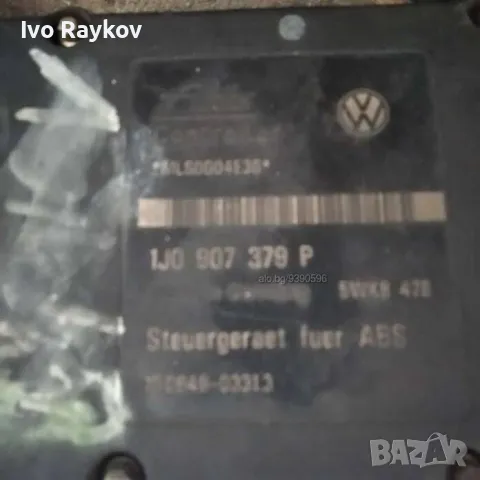 Ivo Raykov
1J0 907 379 P
alo.bg/9390596
5WK8 478
Steuergeraet fuer ABS
BAZAR